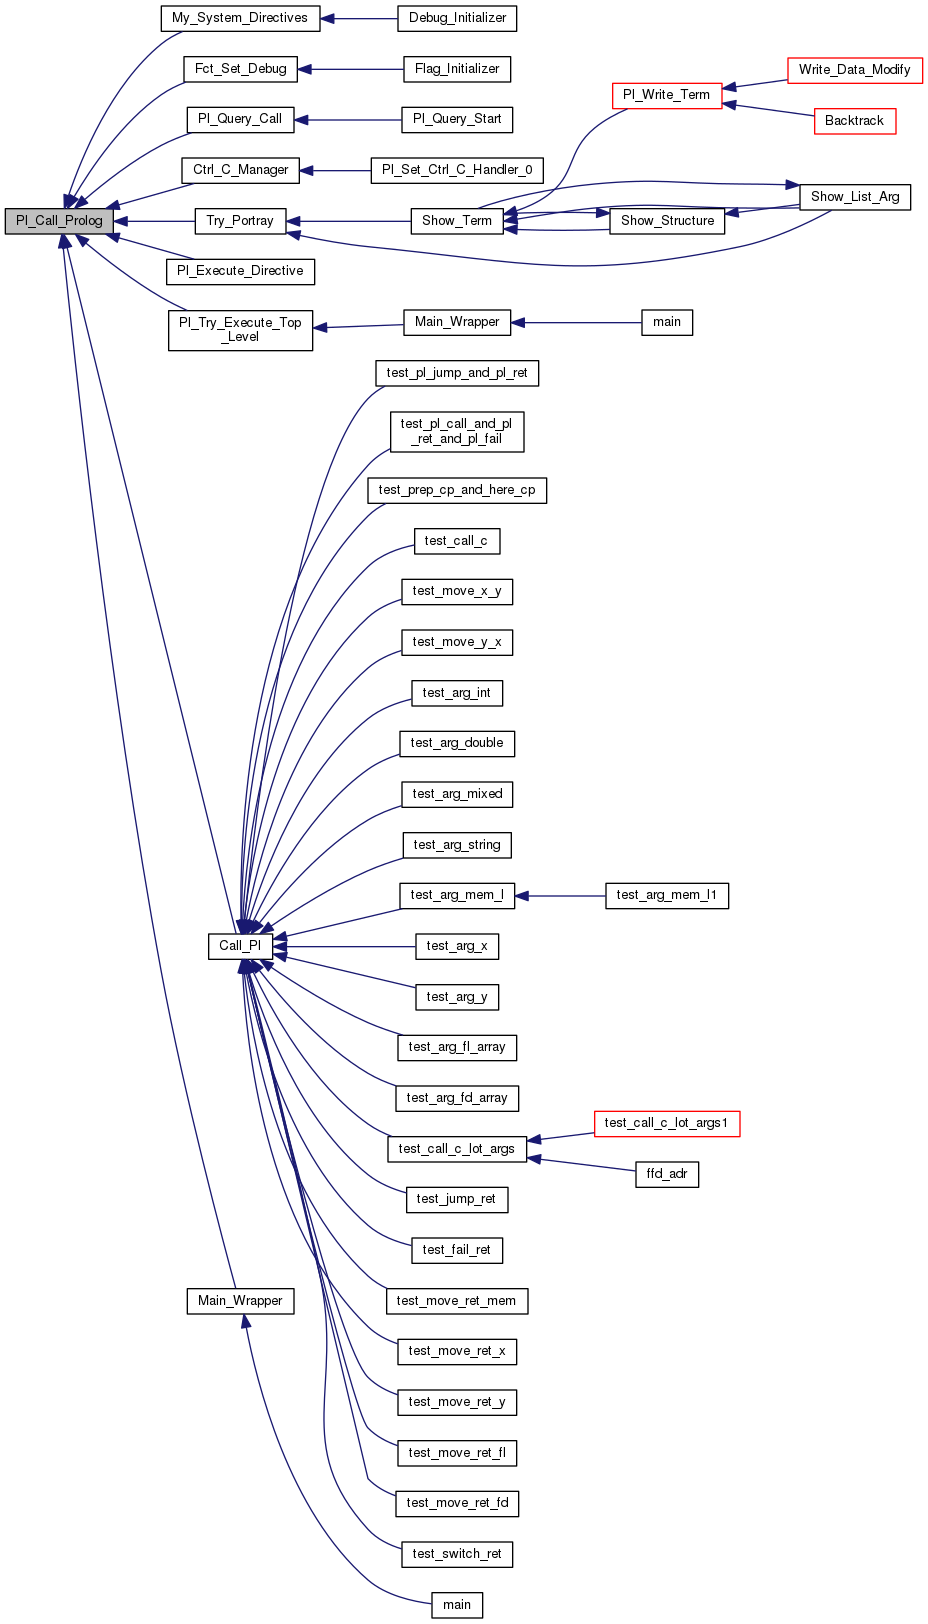 My_System_Directives
Debug_Initializer
Fct_Set_Debug
Flag_Initializer
Pl_Write_Term
Write_Data_Modify
Pl_Query_Call
Pl_Query_Start
Backtrack
Ctrl_C_Manager
Pl_Set_Ctrl_C_Handler_0
Show_List_Arg
Pl_Call_Prolog
Try_Portray
Show_Term
Show_Structure
Pl_Execute_Directive
Pl_Try_Execute_Top
_Level
Main_Wrapper
main
test_pl_jump_and_pl_ret
test_pl_call_and_pl
_ret_and_pl_fail
test_prep_cp_and_here_cp
test_call_c
test_move_x_y
test_move_y_x
test_arg_int
test_arg_double
test_arg_mixed
test_arg_string
test_arg_mem_l
test_arg_mem_l1
Call_Pl
test_arg_x
test_arg_y
test_arg_fl_array
test_arg_fd_array
test_call_c_lot_args
test_call_c_lot_args1
ffd_adr
test_jump_ret
test_fail_ret
Main_Wrapper
test_move_ret_mem
test_move_ret_x
test_move_ret_y
test_move_ret_fl
test_move_ret_fd
test_switch_ret
main